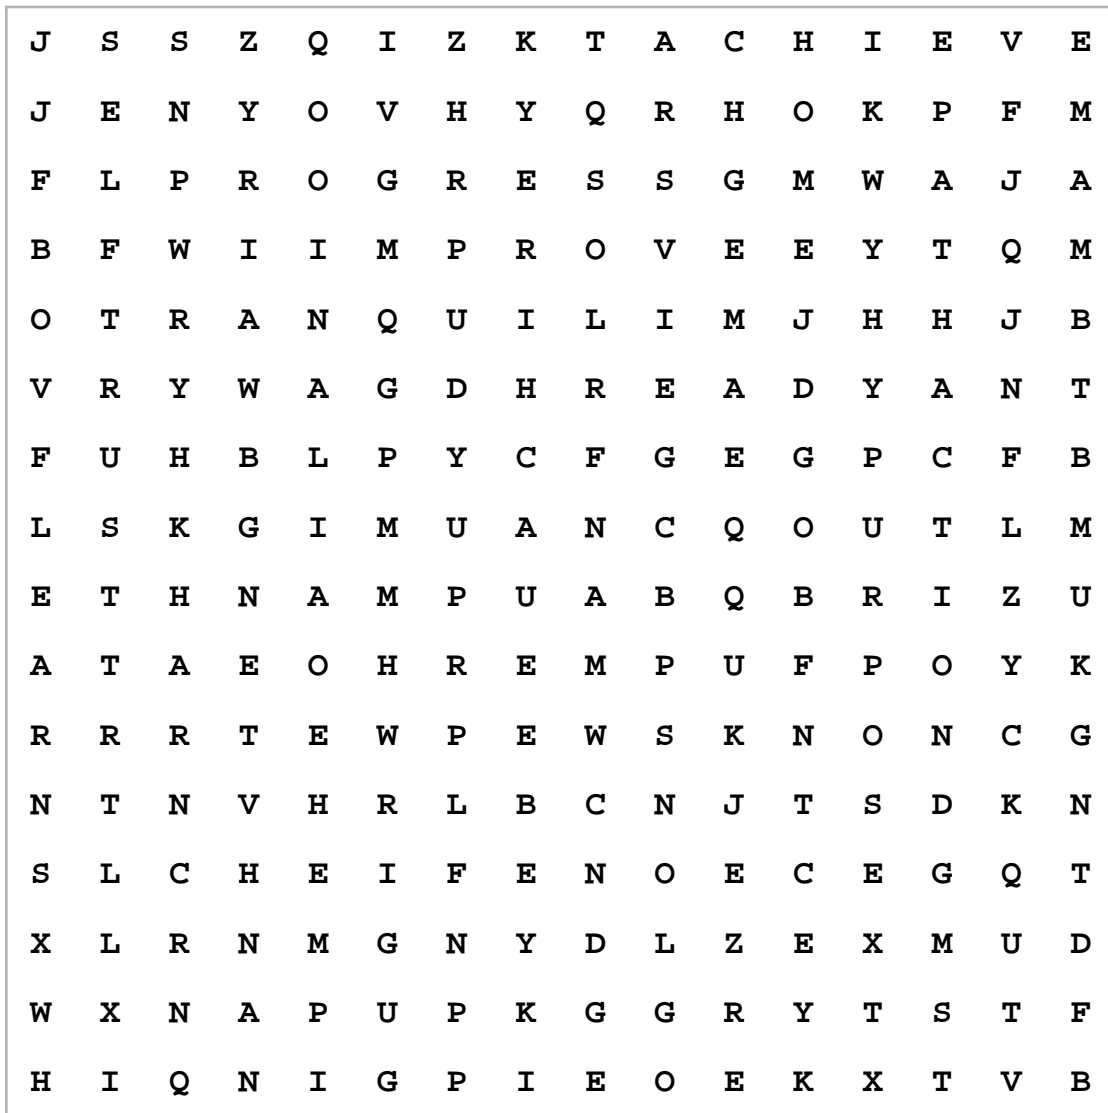 J S S Z Q I Z K T A C H I E V E
J E N Y O V H Y Q R H O K P F M
F L P R O G R E S S G M W A J A
B F W I I M P R O V E E Y T Q M
O T R A N Q U I L I M J H H J B
V R Y W A G D H R E A D Y A N T
F U H B L P Y C F G E G P C F B
L S K G I M U A N C Q O U T L M
E T H N A M P U A B Q B R I Z U
A T A E O H R E M P U F P O Y K
R R R T E W P E W S K N O N C G
N T N V H R L B C N J T S D K N
S L C H E I F E N O E C E G Q T
X L R N M G N Y D L Z E X M U D
W X N A P U P K G G R Y T S T F
H I Q N I G P I E O E K X T V B